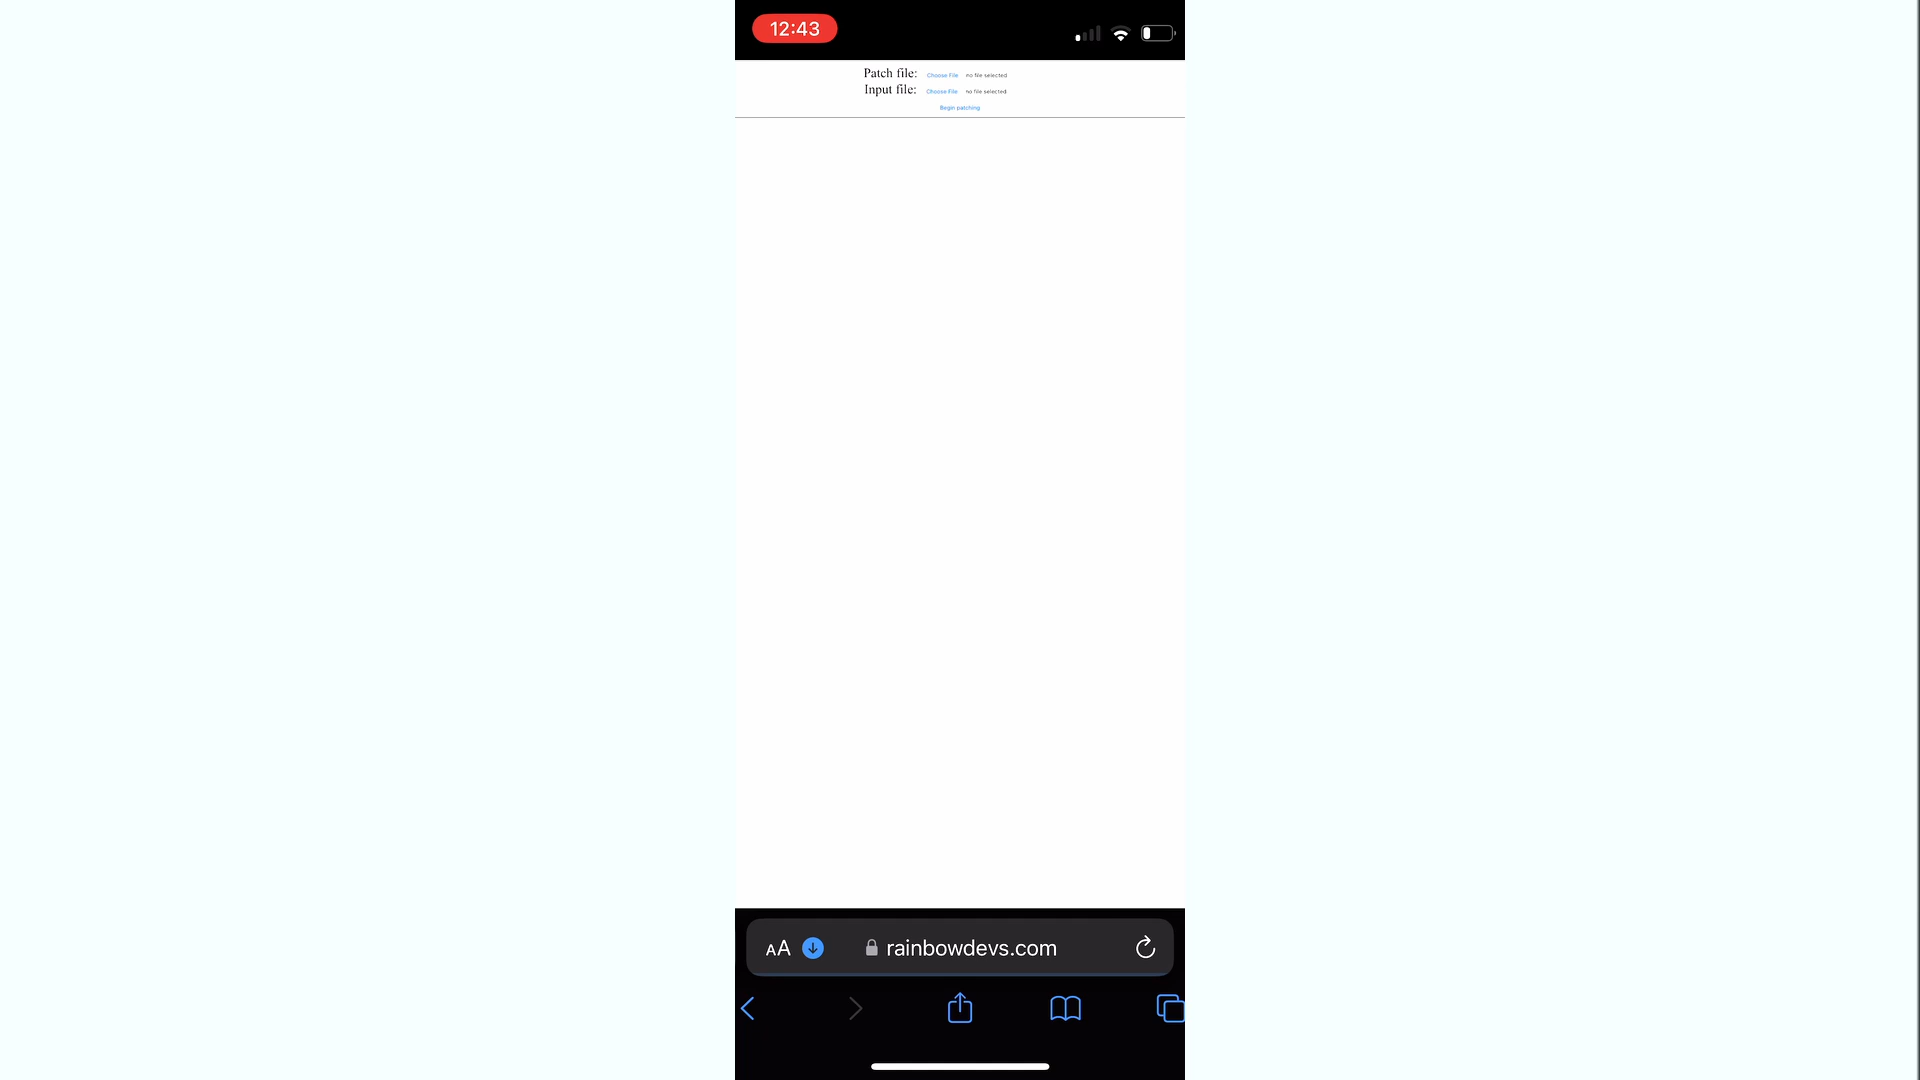 12:43
Patch file: Choose File no file selected
Input file: Choose File no file selected
Begin patching
AA rainbowdevs.com